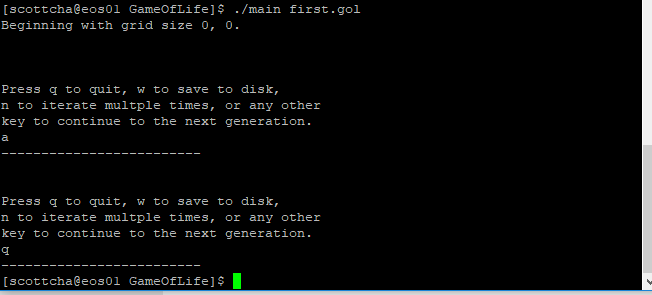 [scottcha@eos01 GameOfLife]$ ./main first.gol
Beginning with grid size 0, 0.
Press q to quit, w to save to disk,
n to iterate multple times, or any other
key to continue to the next generation.
a
-------------------------
Press q to quit, w to save to disk,
n to iterate multple times, or any other
key to continue to the next generation.
q
-------------------------
[scottcha@eos01 GameOfLife]$